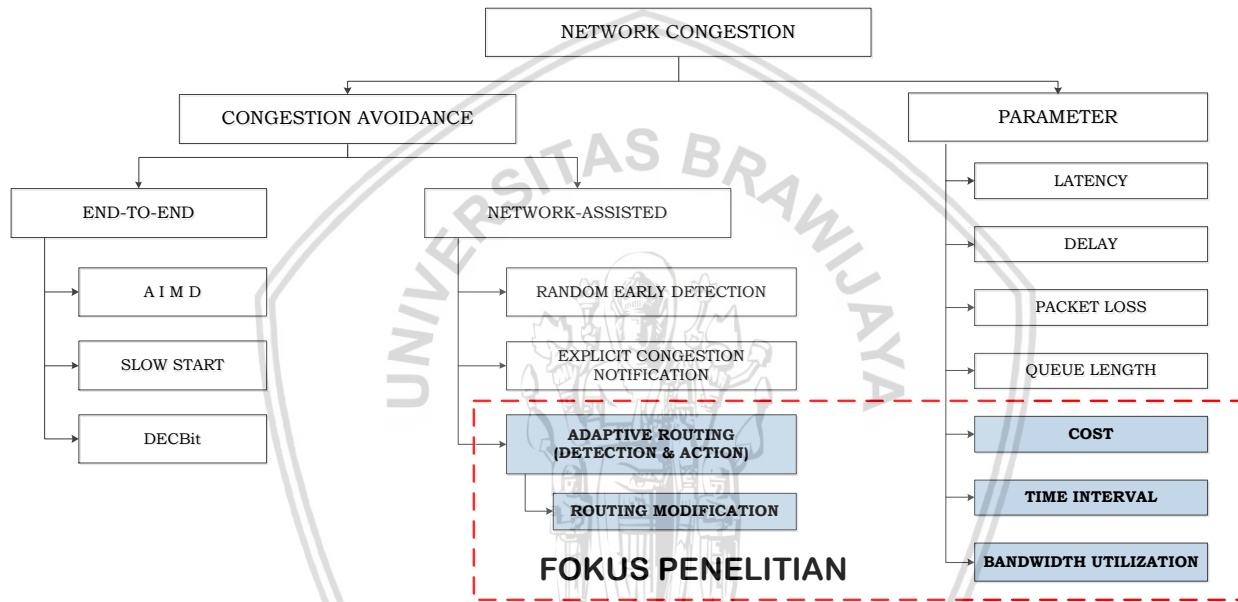 NETWORK CONGESTION
CONGESTION AVOIDANCE
PARAMETER
END-TO-END
A I M D
SLOW START
DECBit
NETWORK-ASSISTED
RANDOM EARLY DETECTION
EXPLICIT CONGESTION
NOTIFICATION
ADAPTIVE ROUTING
(DETECTION & ACTION)
ROUTING MODIFICATION
LATENCY
DELAY
PACKET LOSS
QUEUE LENGTH
COST
TIME INTERVAL
BANDWIDTH UTILIZATION
FOKUS PENELITIAN
UNIVERSITAS BRAWIJAYA